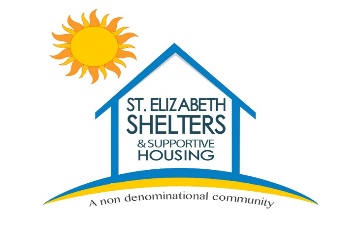 ST. ELIZABETH
SHELTERS
& SUPPORTIVE
HOUSING
A non denominational community